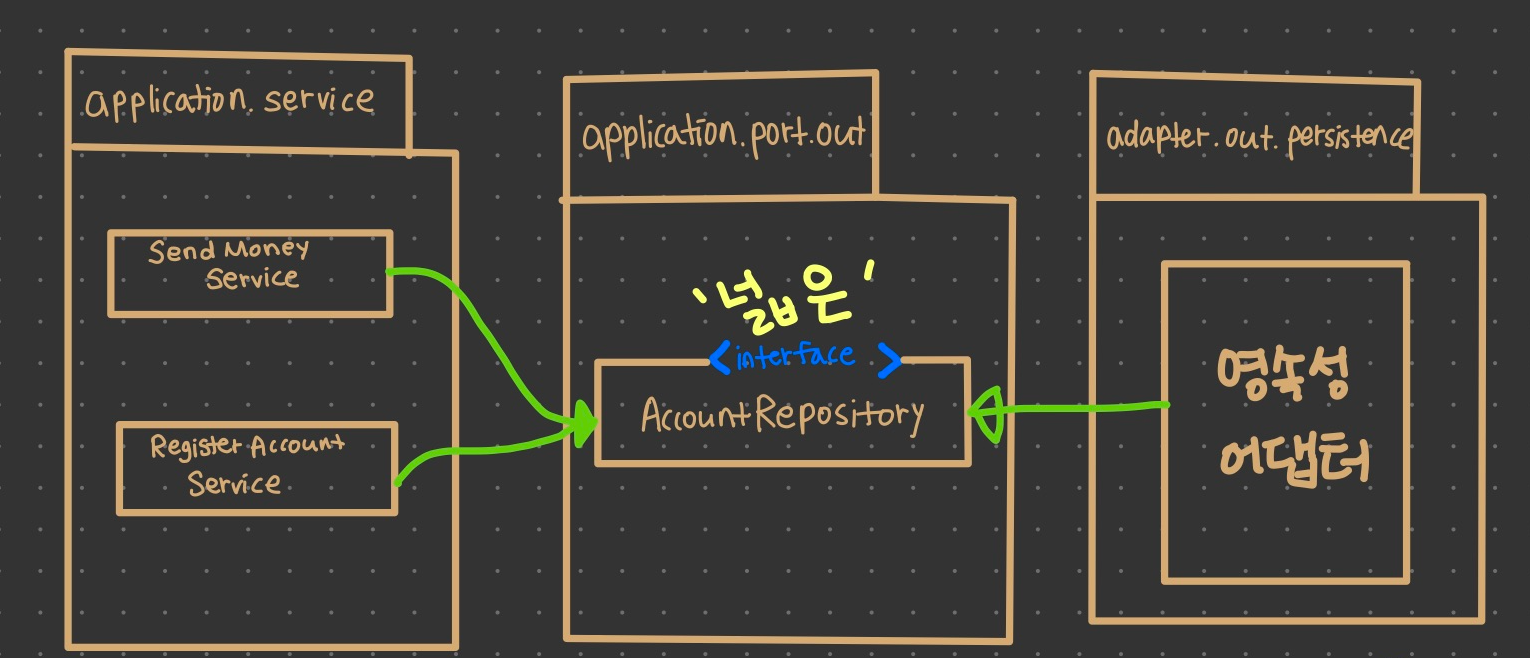 application.service
Send Money
Service
Register Account
Service
application.port.out
'넓은'
<interface>
AccountRepository
adapter.out.persistence
영속성
어댑터